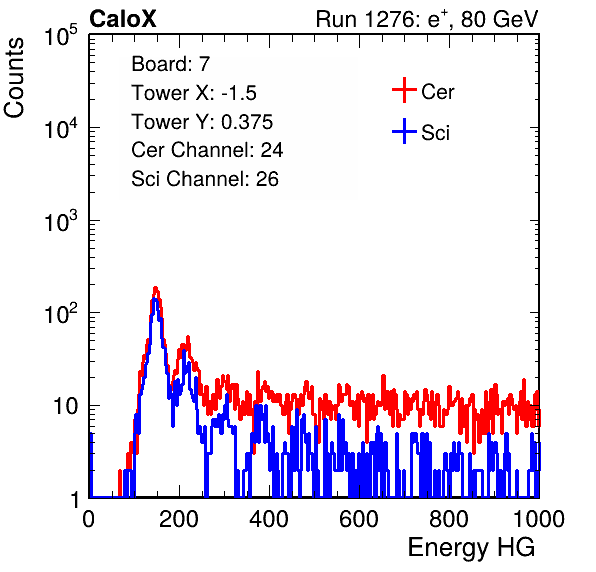 CaloX Run 1276: e⁺, 80 GeV
Counts
10⁵
10⁴
10³
10²
10
1
Board: 7
Tower X: -1.5
Tower Y: 0.375
Cer Channel: 24
Sci Channel: 26
Cer
Sci
0 200 400 600 800 1000
Energy HG